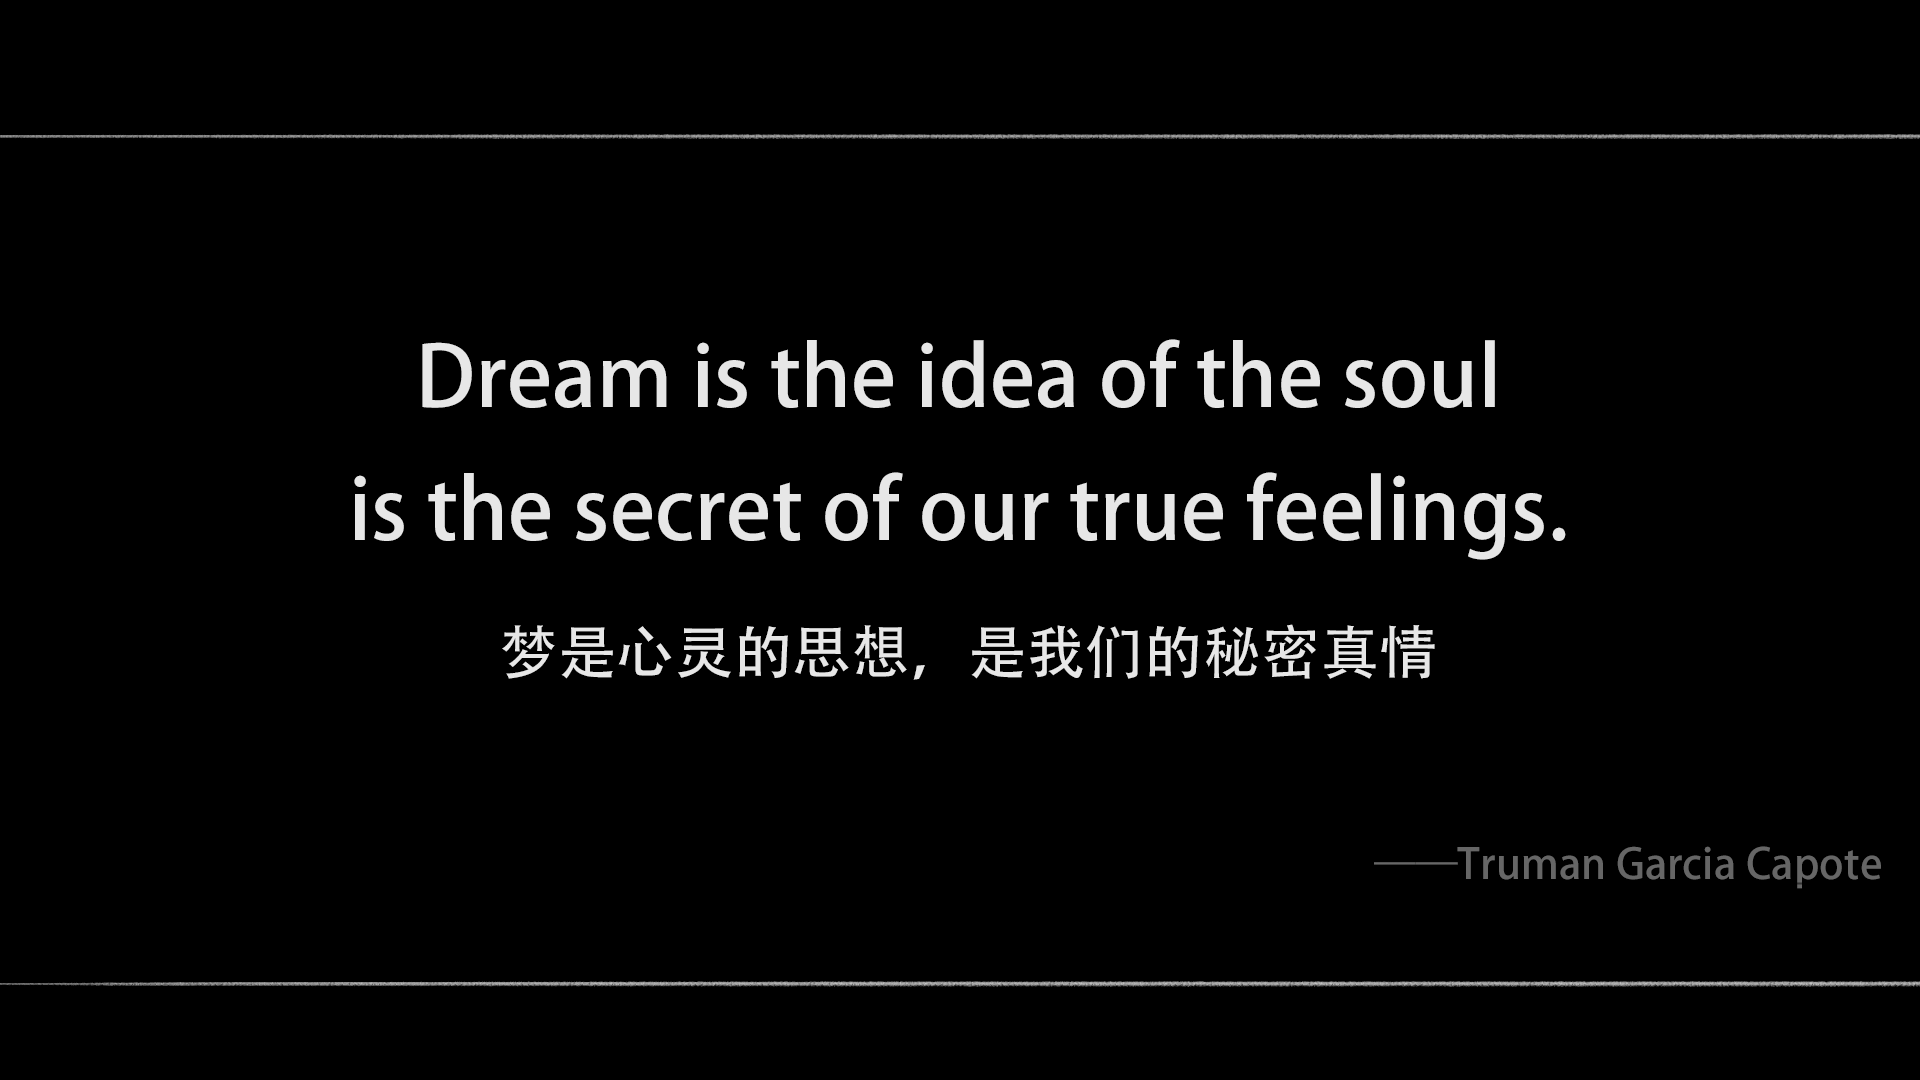 Dream is the idea of the soul
is the secret of our true feelings.
梦是心灵的思想，是我们的秘密真情
——Truman Garcia Capote